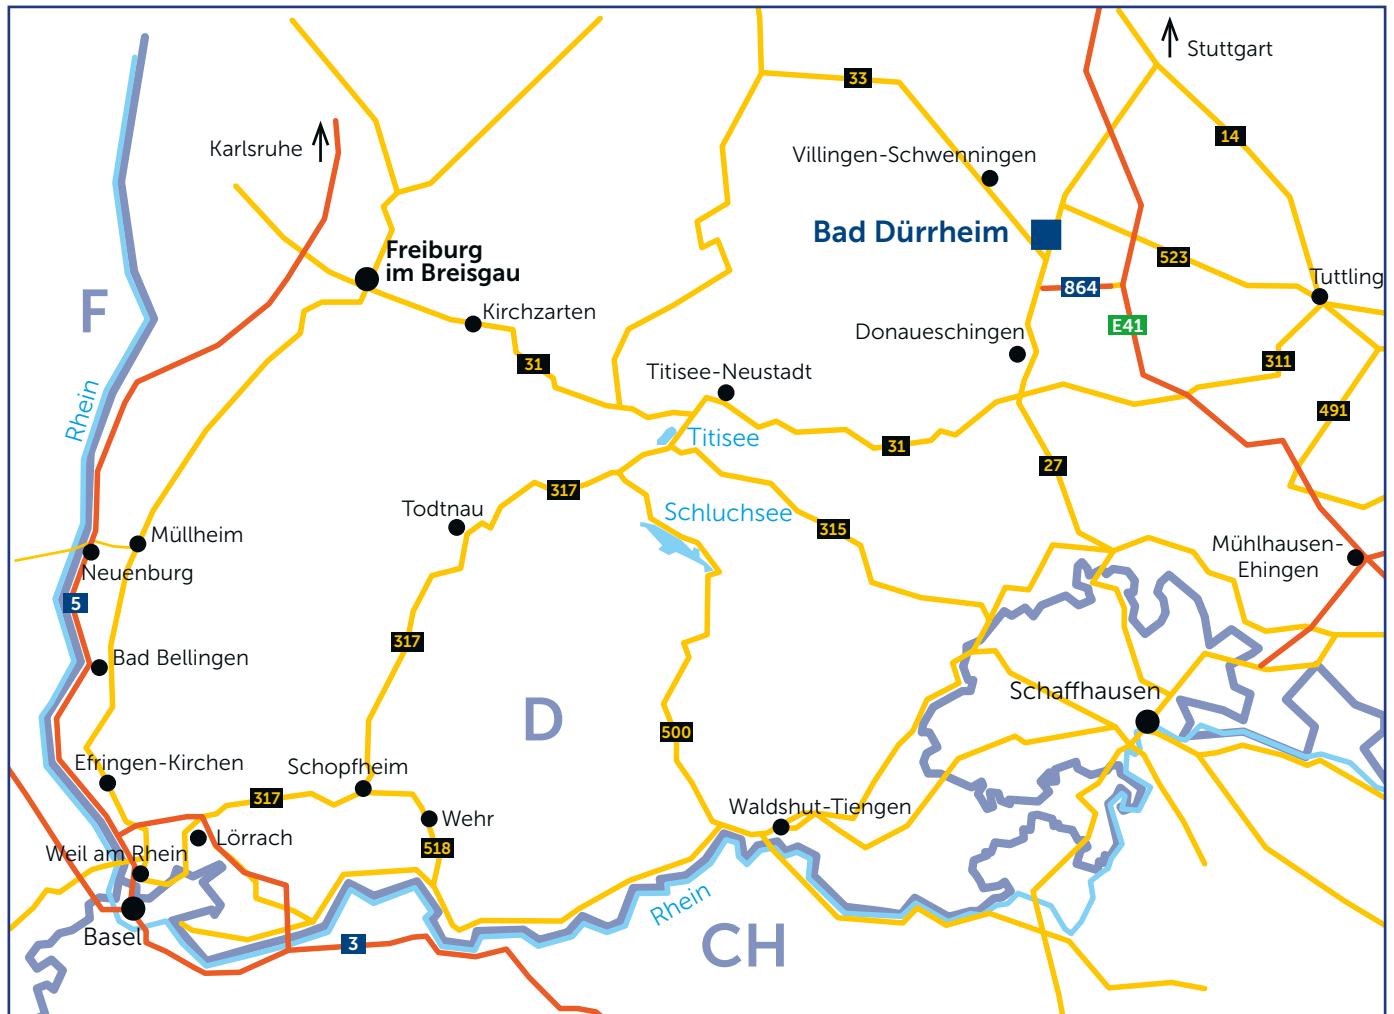 Stuttgart
33
14
Karlsruhe
Villingen-Schwenningen
Bad Dürrheim
Freiburg
im Breisgau
523
Tuttling
864
F
Kirchzarten
E41
Donaueschingen
31
311
Titisee-Neustadt
Rhein
491
Titisee
31
27
317
Todtnau
Schluchsee
315
Müllheim
Mühlhausen-
Ehingen
Neuenburg
5
317
Bad Bellingen
Schaffhausen
D
500
Efringen-Kirchen
Schopfheim
317
Waldshut-Tiengen
Wehr
Lörrach
518
Weil am Rhein
Rhein
Basel
3
CH